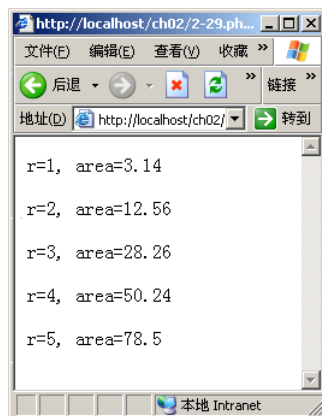 http://localhost/ch02/2-29.ph...
文件(F) 编辑(E) 查看(V) 收藏 »
后退 » 链接 »
地址(D) http://localhost/ch02/ 转到
r=1, area=3.14
r=2, area=12.56
r=3, area=28.26
r=4, area=50.24
r=5, area=78.5
本地 Intranet